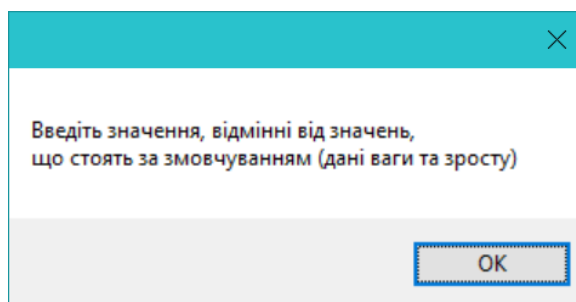 Введіть значення, відмінні від значень,
що стоять за змовчуванням (дані ваги та зросту)
OK